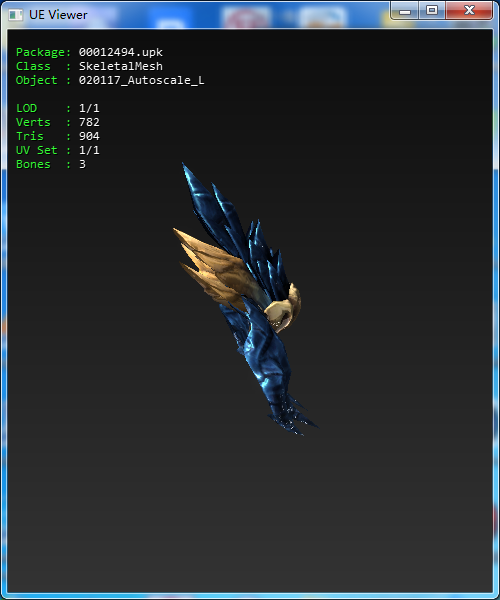 UE Viewer
Package: 00012494.upk
Class : SkeletalMesh
Object : 020117_Autoscale_L
LOD : 1/1
Verts : 782
Tris : 904
UV Set : 1/1
Bones : 3